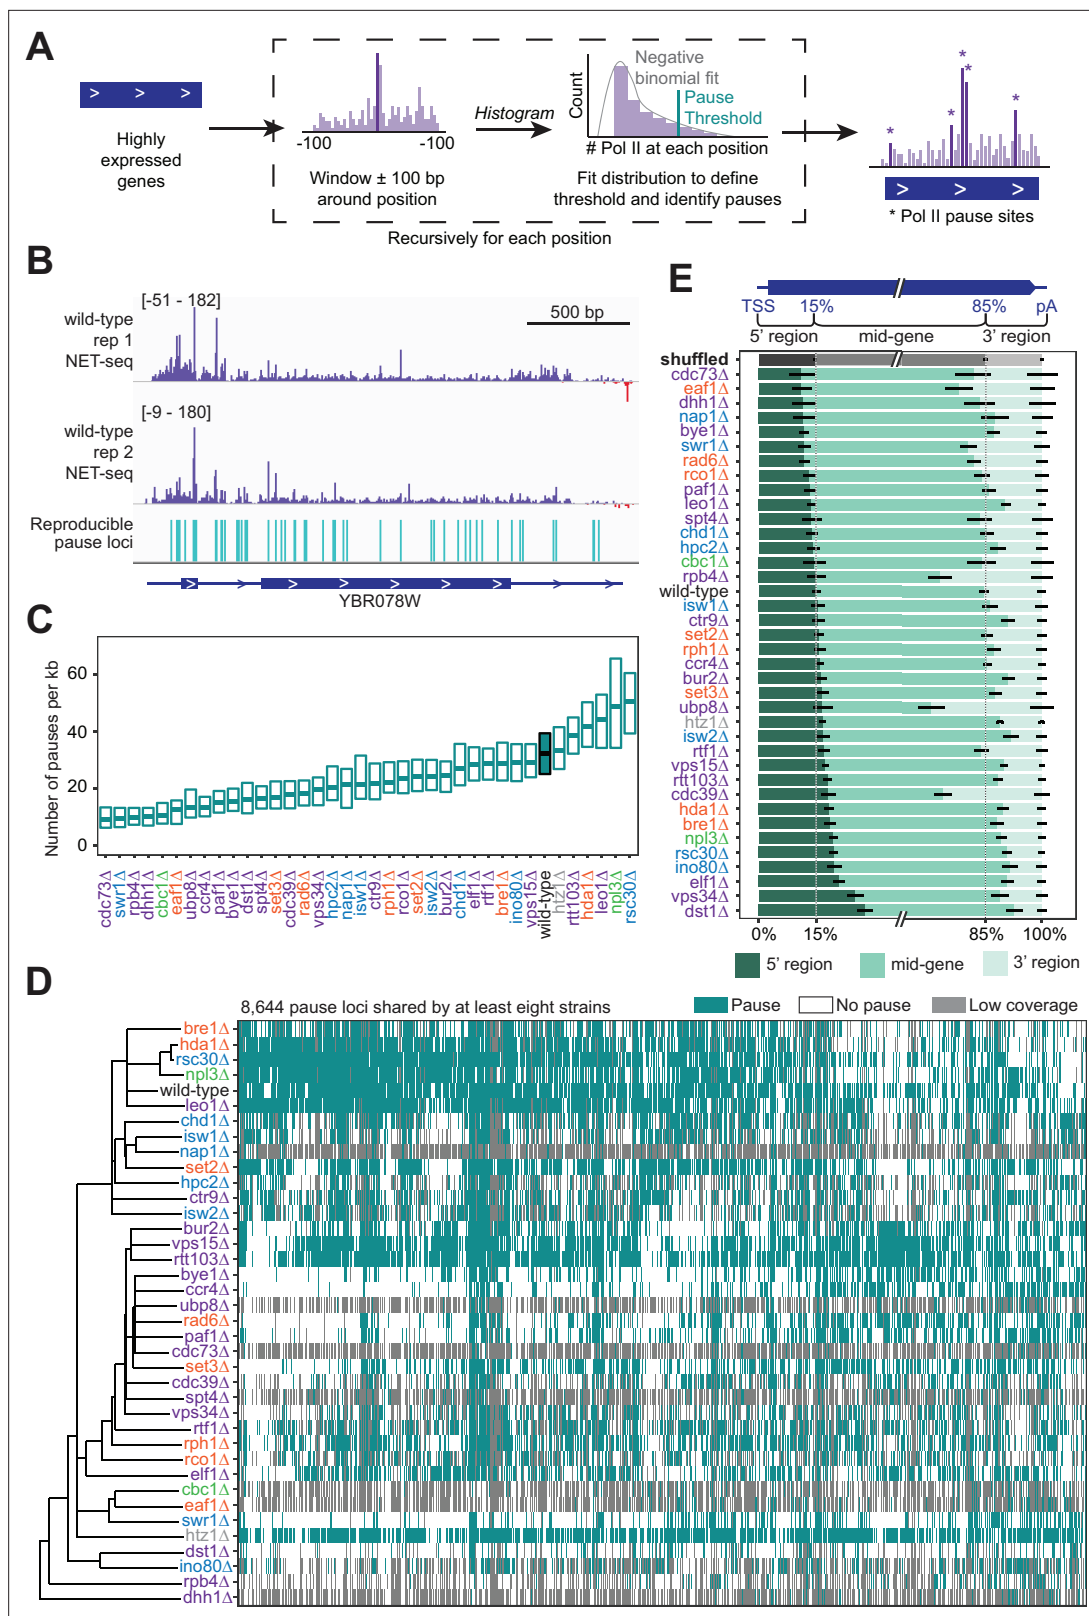 A
> > >
Highly
expressed
genes
-100
-100
Window ± 100 bp
around position
Histogram
Count
Negative
binomial fit
Pause
Threshold
# Pol II at each position
Fit distribution to define
threshold and identify pauses
Recursively for each position
* * * * *
> > >
* Pol II pause sites
B
[-51 - 182]
wild-type
rep 1
NET-seq
500 bp
[-9 - 180]
wild-type
rep 2
NET-seq
Reproducible
pause loci
YBR078W
C
Number of pauses per kb
60
40
20
0
cdc73Δ
swr1Δ
rpb4Δ
dhh1Δ
cbc1Δ
eaf1Δ
ubp8Δ
ccr4Δ
paf1Δ
bye1Δ
dst1Δ
spt4Δ
set3Δ
cdc39Δ
rad6Δ
vps34Δ
hpc2Δ
nap1Δ
isw1Δ
ctr9Δ
rph1Δ
rco1Δ
set2Δ
isw2Δ
bur2Δ
chd1Δ
elf1Δ
rtf1Δ
bre1Δ
ino80Δ
vps15Δ
wild-type
htz1Δ
rtt103Δ
hda1Δ
leo1Δ
npl3Δ
rsc30Δ
E
TSS 15% 85% pA
5' region mid-gene 3' region
shuffled
cdc73Δ
eaf1Δ
dhh1Δ
nap1Δ
bye1Δ
swr1Δ
rad6Δ
rco1Δ
paf1Δ
leo1Δ
spt4Δ
chd1Δ
hpc2Δ
cbc1Δ
rpb4Δ
wild-type
isw1Δ
ctr9Δ
set2Δ
rph1Δ
ccr4Δ
bur2Δ
set3Δ
ubp8Δ
htz1Δ
isw2Δ
rtf1Δ
vps15Δ
rtt103Δ
cdc39Δ
hda1Δ
bre1Δ
npl3Δ
rsc30Δ
ino80Δ
elf1Δ
vps34Δ
dst1Δ
0% 15% 85% 100%
5' region mid-gene 3' region
D
8,644 pause loci shared by at least eight strains
Pause No pause Low coverage
bre1Δ
hda1Δ
rsc30Δ
npl3Δ
wild-type
leo1Δ
chd1Δ
isw1Δ
nap1Δ
set2Δ
hpc2Δ
ctr9Δ
isw2Δ
bur2Δ
vps15Δ
rtt103Δ
bye1Δ
ccr4Δ
ubp8Δ
rad6Δ
paf1Δ
cdc73Δ
set3Δ
cdc39Δ
spt4Δ
vps34Δ
rtf1Δ
rph1Δ
rco1Δ
elf1Δ
cbc1Δ
eaf1Δ
swr1Δ
htz1Δ
dst1Δ
ino80Δ
rpb4Δ
dhh1Δ